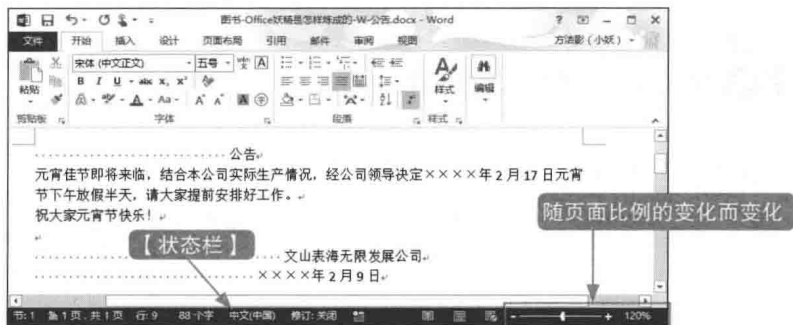 图书-Office妖精是怎样炼成的-W-公告.docx - Word
文件 开始 插入 设计 页面布局 引用 邮件 审阅 视图 方洁影（小妖）
宋体 (中文正文) 五号
粘贴 B I U abc x, x² 样式 编辑
Aa
剪贴板 字体 段落 样式
公告
元宵佳节即将来临，结合本公司实际生产情况，经公司领导决定××××年2月17日元宵
节下午放假半天，请大家提前安排好工作。
祝大家元宵节快乐！
随页面比例的变化而变化
【状态栏】
文山表海无限发展公司
××××年2月9日
节: 1 第1页，共1页 行: 9 88个字 中文(中国) 修订: 关闭 120%